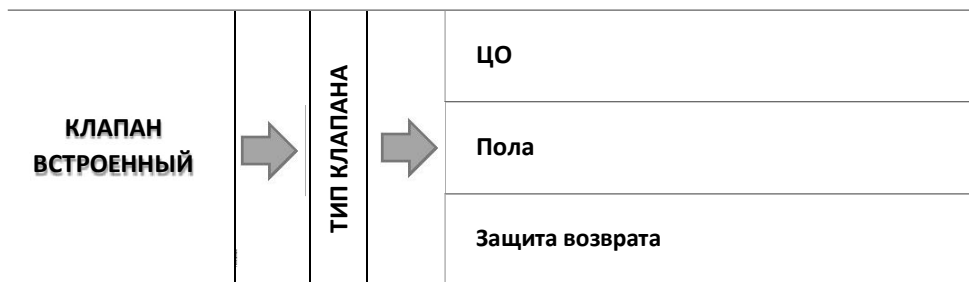 КЛАПАН
ВСТРОЕННЫЙ
ТИП КЛАПАНА
ЦО
Пола
Защита возврата